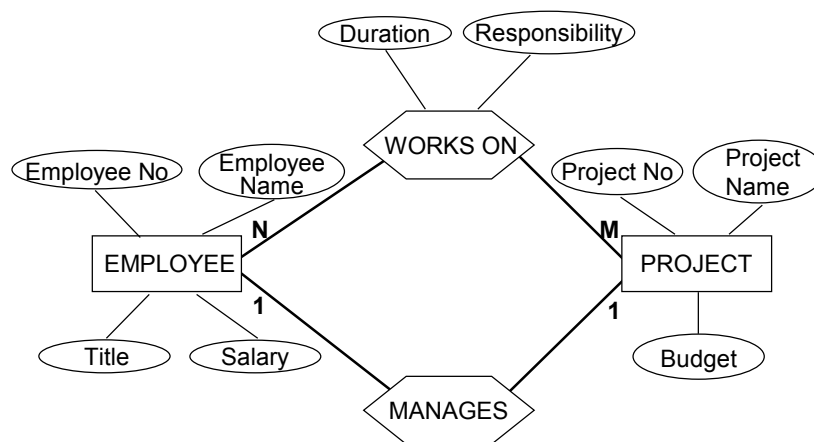 Duration
Responsibility
WORKS ON
Employee No
Employee
Name
Project No
Project
Name
N
M
EMPLOYEE
PROJECT
1
1
Title
Salary
Budget
MANAGES